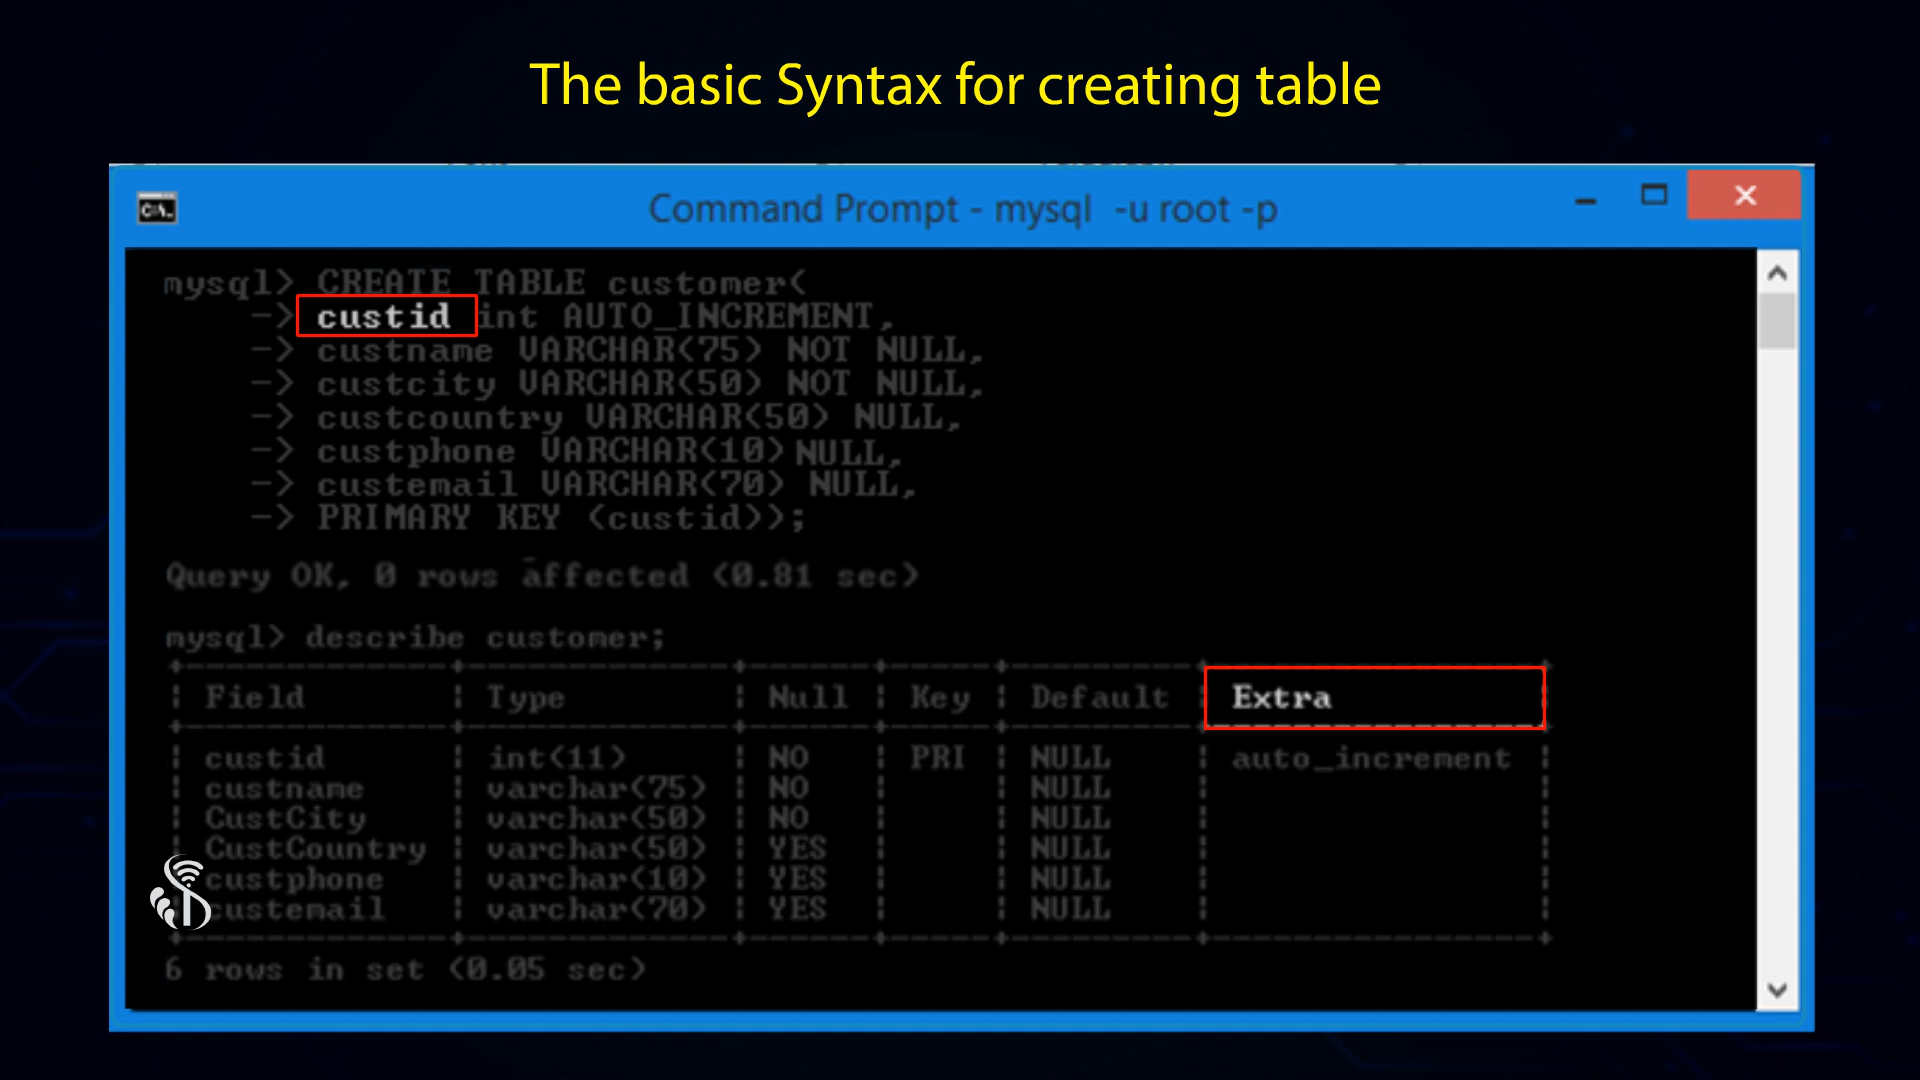 The basic Syntax for creating table
Command Prompt - mysql -u root -p
mysql> CREATE TABLE customer(
-> custid int AUTO_INCREMENT,
-> custname VARCHAR(75) NOT NULL,
-> custcity VARCHAR(50) NOT NULL,
-> custcountry VARCHAR(50) NULL,
-> custphone VARCHAR(10) NULL,
-> custemail VARCHAR(70) NULL,
-> PRIMARY KEY (custid));
Query OK, 0 rows affected (0.81 sec)
mysql> describe customer;
| Field | Type | Null | Key | Default | Extra |
| custid | int(11) | NO | PRI | NULL | auto_increment |
| custname | varchar(75) | NO | | NULL | |
| CustCity | varchar(50) | NO | | NULL | |
| CustCountry | varchar(50) | YES | | NULL | |
| custphone | varchar(10) | YES | | NULL | |
custemail | varchar(70) | YES | | NULL | |
6 rows in set (0.05 sec)